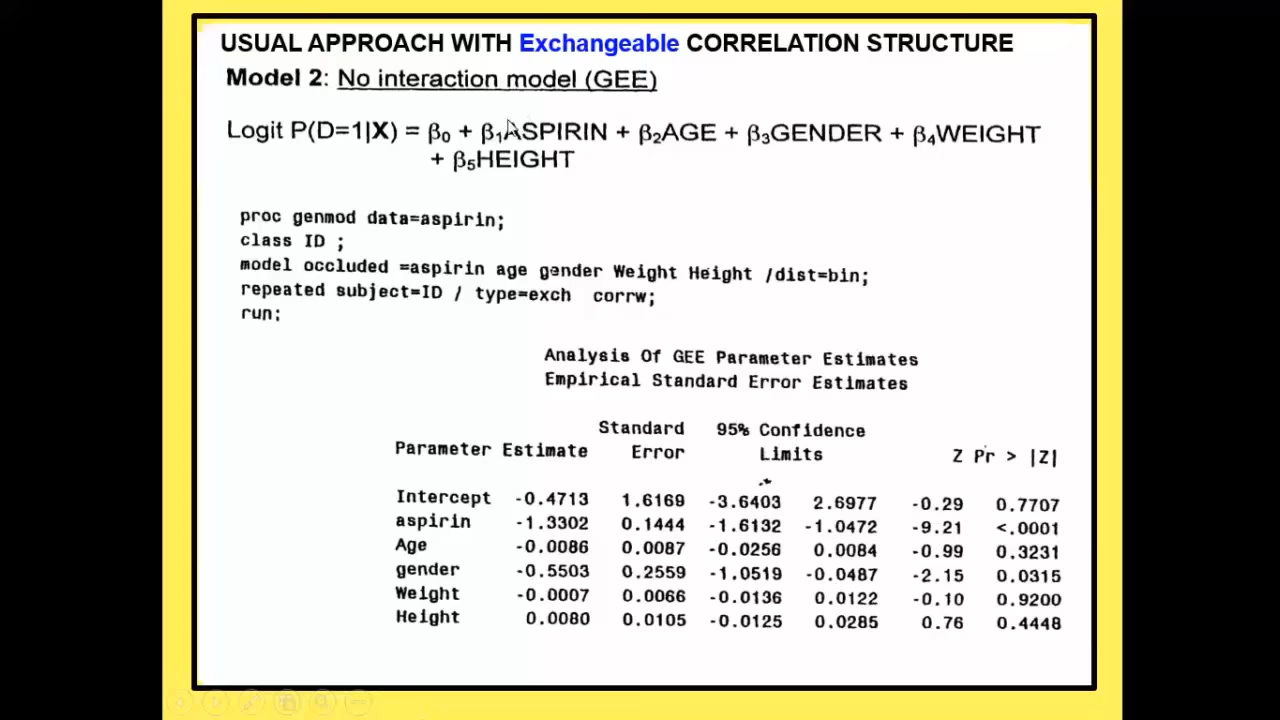 USUAL APPROACH WITH Exchangeable CORRELATION STRUCTURE
Model 2: No interaction model (GEE)
Logit P(D=1|X) = β₀ + β₁ASPIRIN + β₂AGE + β₃GENDER + β₄WEIGHT
+ β₅HEIGHT
proc genmod data=aspirin;
class ID ;
model occluded =aspirin age gender Weight Height /dist=bin;
repeated subject=ID / type=exch corrw;
run;
Analysis Of GEE Parameter Estimates
Empirical Standard Error Estimates
Standard 95% Confidence
Parameter Estimate Error Limits Z Pr > |Z|
Intercept -0.4713 1.6169 -3.6403 2.6977 -0.29 0.7707
aspirin -1.3302 0.1444 -1.6132 -1.0472 -9.21 <.0001
Age -0.0086 0.0087 -0.0256 0.0084 -0.99 0.3231
gender -0.5503 0.2559 -1.0519 -0.0487 -2.15 0.0315
Weight -0.0007 0.0066 -0.0136 0.0122 -0.10 0.9200
Height 0.0080 0.0105 -0.0125 0.0285 0.76 0.4448